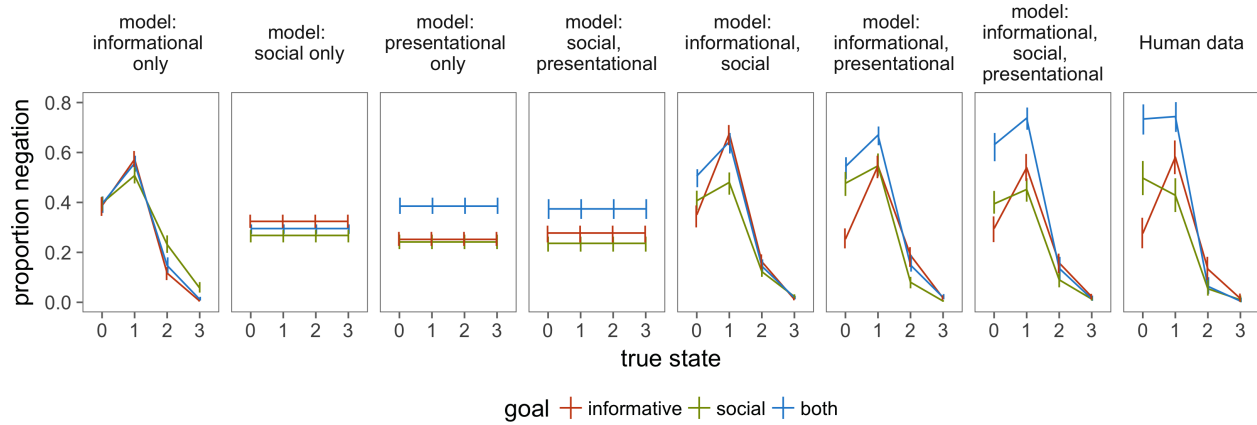 model:
informational
only
model:
social only
model:
presentational
only
model:
social,
presentational
model:
informational,
social
model:
informational,
presentational
model:
informational,
social,
presentational
Human data
proportion negation
0.8
0.6
0.4
0.2
0.0
0 1 2 3
0 1 2 3
0 1 2 3
0 1 2 3
0 1 2 3
0 1 2 3
0 1 2 3
0 1 2 3
true state
goal informative social both